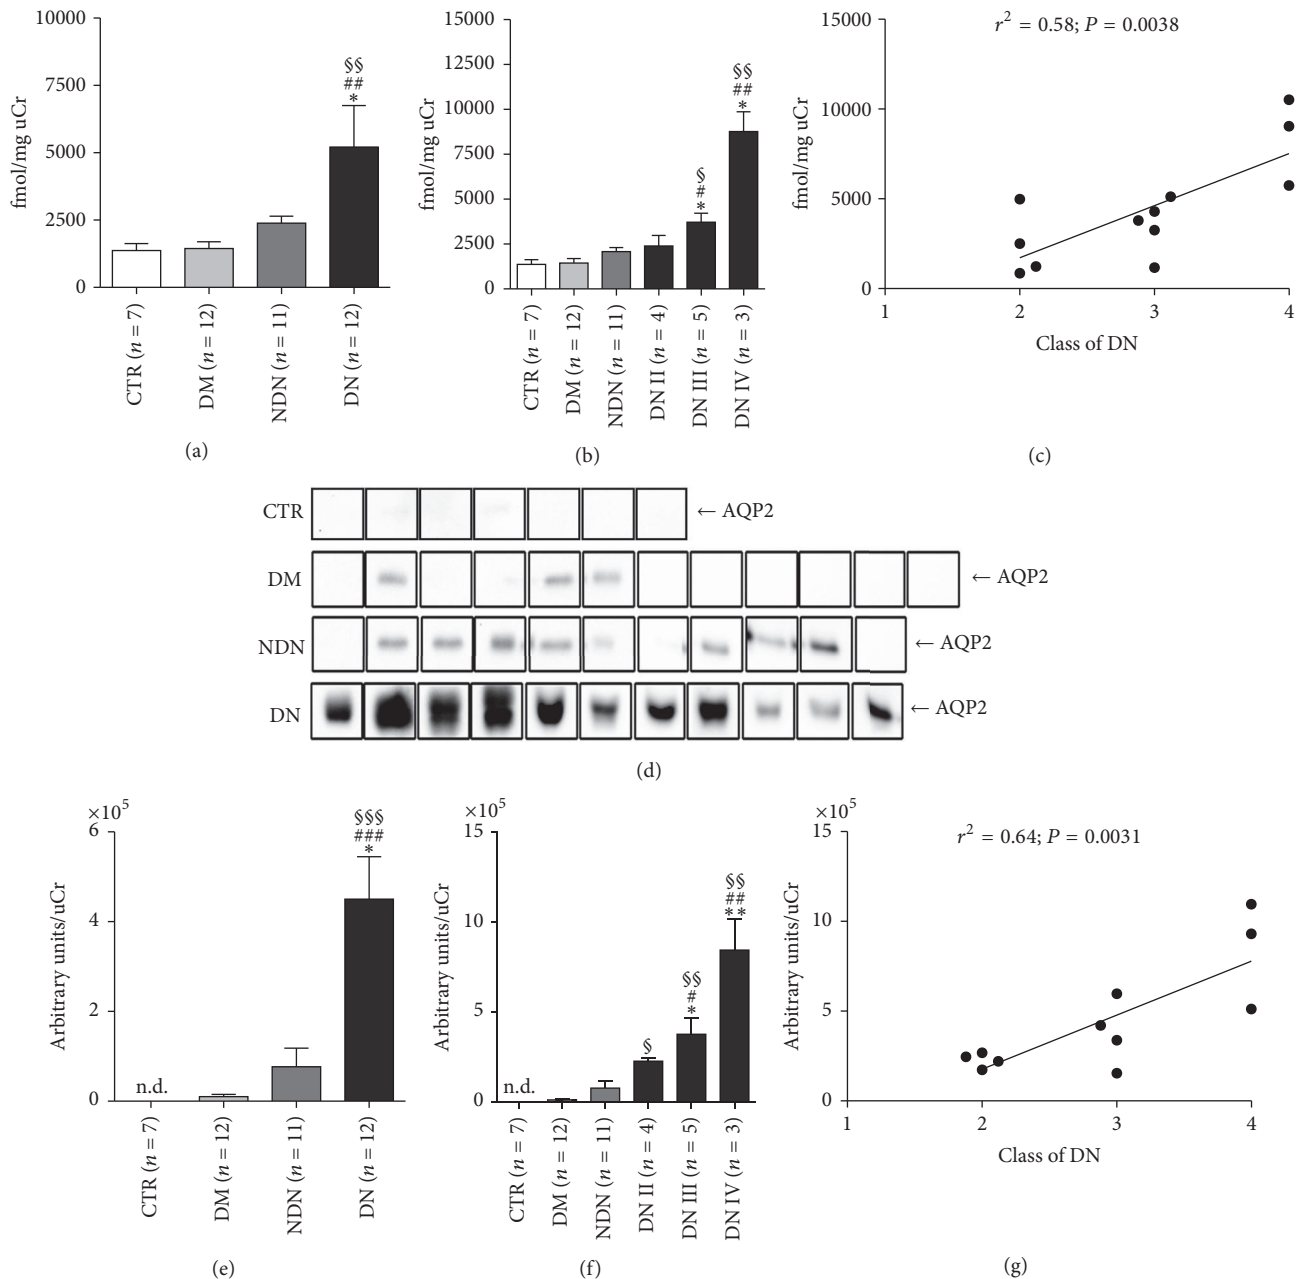 10000
7500
5000
2500
0
fmol/mg uCr
§§
##
*
CTR (n = 7)
DM (n = 12)
NDN (n = 11)
DN (n = 12)
(a)
15000
12500
10000
7500
5000
2500
0
fmol/mg uCr
§
#
*
§§
##
*
CTR (n = 7)
DM (n = 12)
NDN (n = 11)
DN II (n = 4)
DN III (n = 5)
DN IV (n = 3)
(b)
r² = 0.58; P = 0.0038
15000
10000
5000
0
fmol/mg uCr
1 2 3 4
Class of DN
(c)
CTR ← AQP2
DM ← AQP2
NDN ← AQP2
DN ← AQP2
(d)
×10⁵
6
4
2
0
Arbitrary units/uCr
n.d.
§§§
###
*
CTR (n = 7)
DM (n = 12)
NDN (n = 11)
DN (n = 12)
(e)
×10⁵
15
10
5
0
Arbitrary units/uCr
n.d.
§
§§
#
*
§§
##
**
CTR (n = 7)
DM (n = 12)
NDN (n = 11)
DN II (n = 4)
DN III (n = 5)
DN IV (n = 3)
(f)
×10⁵
r² = 0.64; P = 0.0031
15
10
5
0
Arbitrary units/uCr
1 2 3 4
Class of DN
(g)